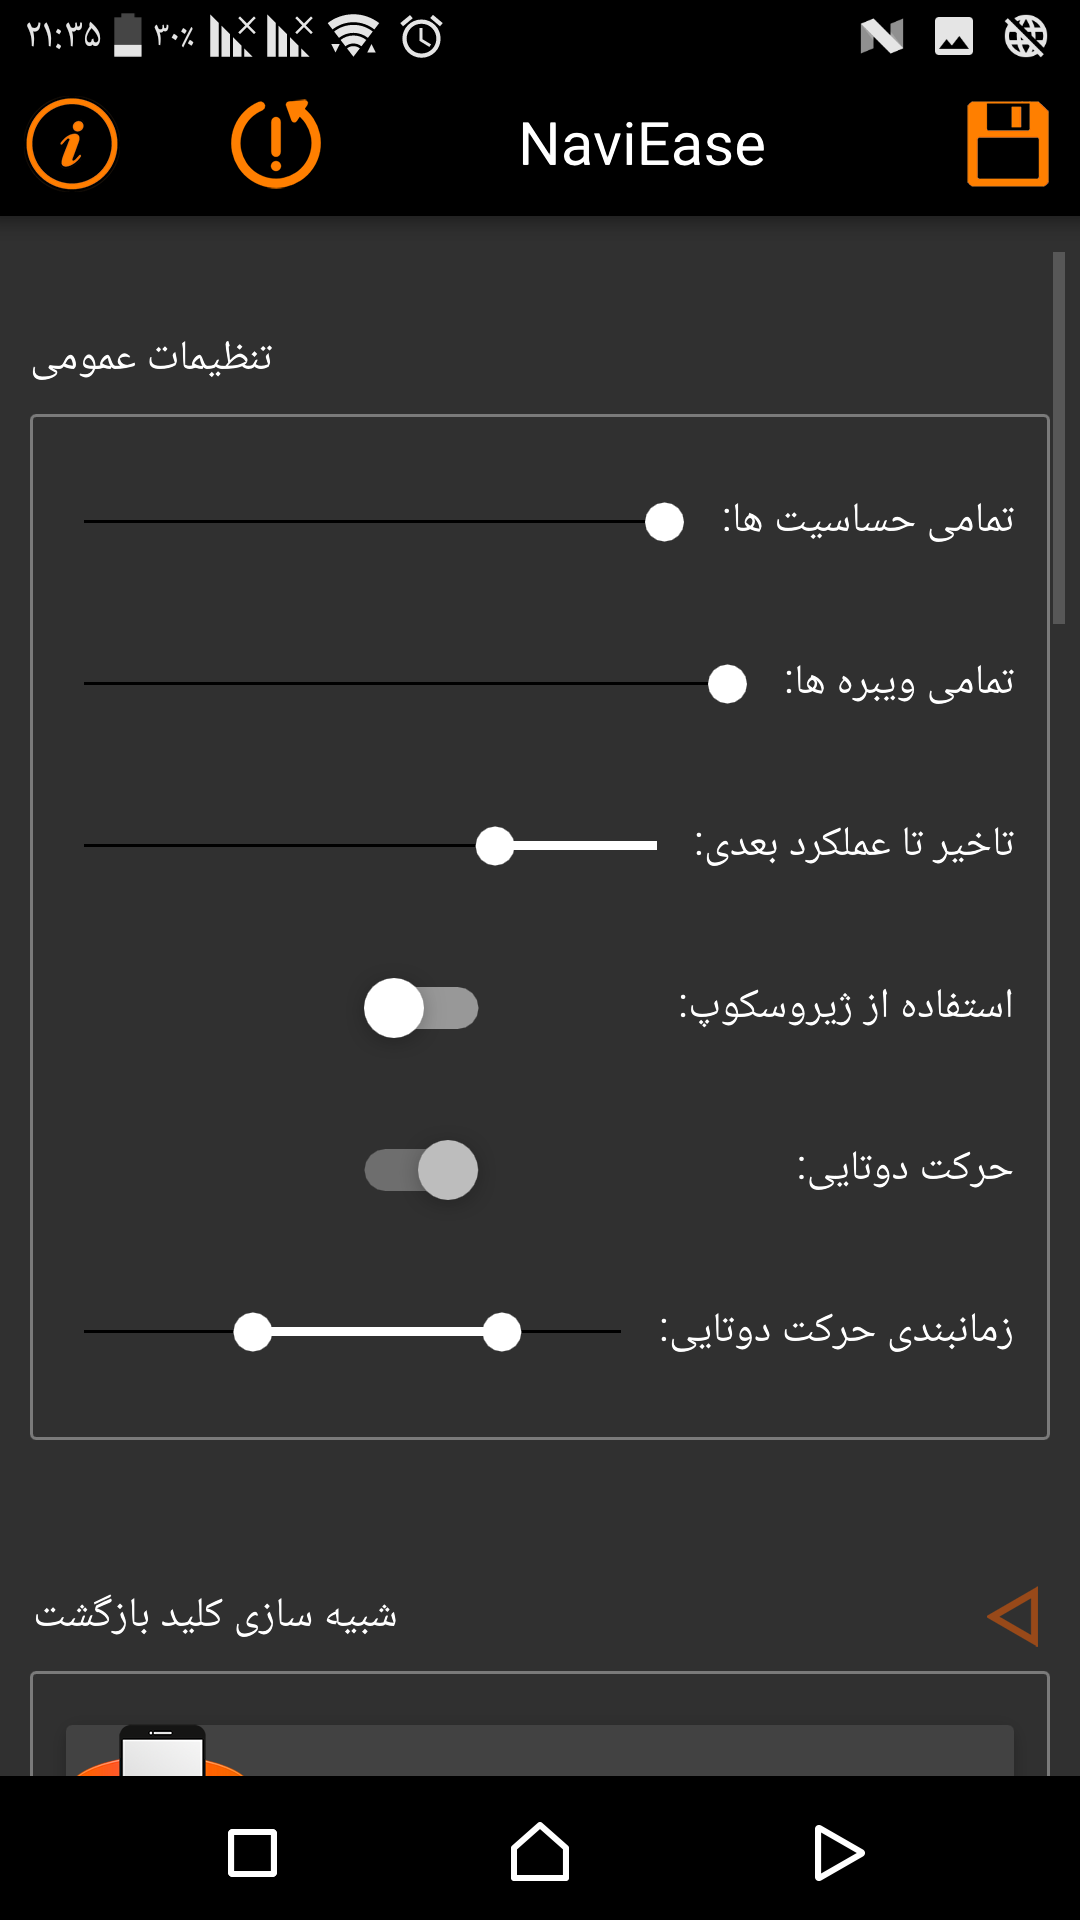 ۲۱:۳۵ ۳۰٪
NaviEase
تنظیمات عمومی
تمامی حساسیت ها:
تمامی ویبره ها:
تاخیر تا عملکرد بعدی:
استفاده از ژیروسکوپ:
حرکت دوتایی:
زمانبندی حرکت دوتایی:
شبیه سازی کلید بازگشت